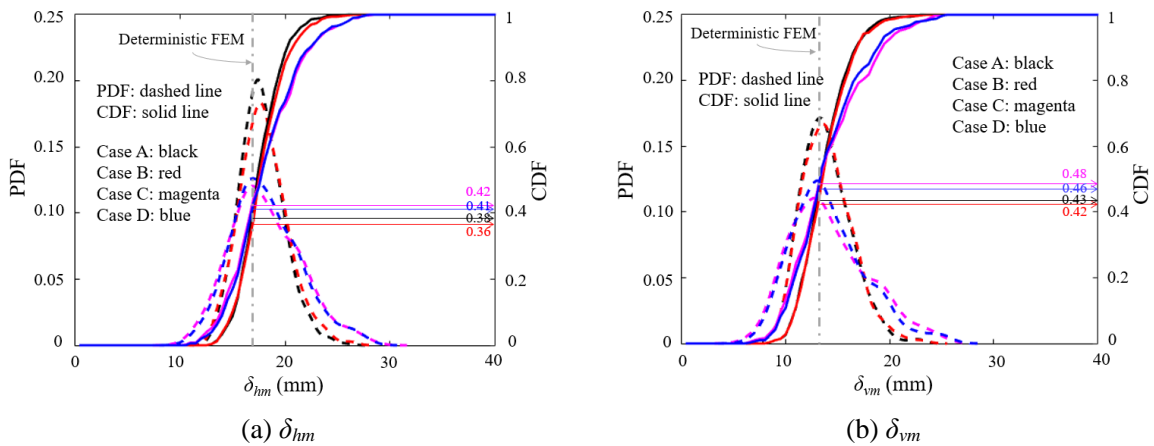 0.25
0.20
0.15
0.10
0.05
0
PDF
Deterministic FEM
PDF: dashed line
CDF: solid line
Case A: black
Case B: red
Case C: magenta
Case D: blue
0.42
0.41
0.38
0.36
1
0.8
0.6
0.4
0.2
0
CDF
0 10 20 30 40
δhm (mm)
(a) δhm
0.25
0.20
0.15
0.10
0.05
0
PDF
Deterministic FEM
PDF: dashed line
CDF: solid line
Case A: black
Case B: red
Case C: magenta
Case D: blue
0.48
0.46
0.43
0.42
1
0.8
0.6
0.4
0.2
0
CDF
0 10 20 30 40
δvm (mm)
(b) δvm